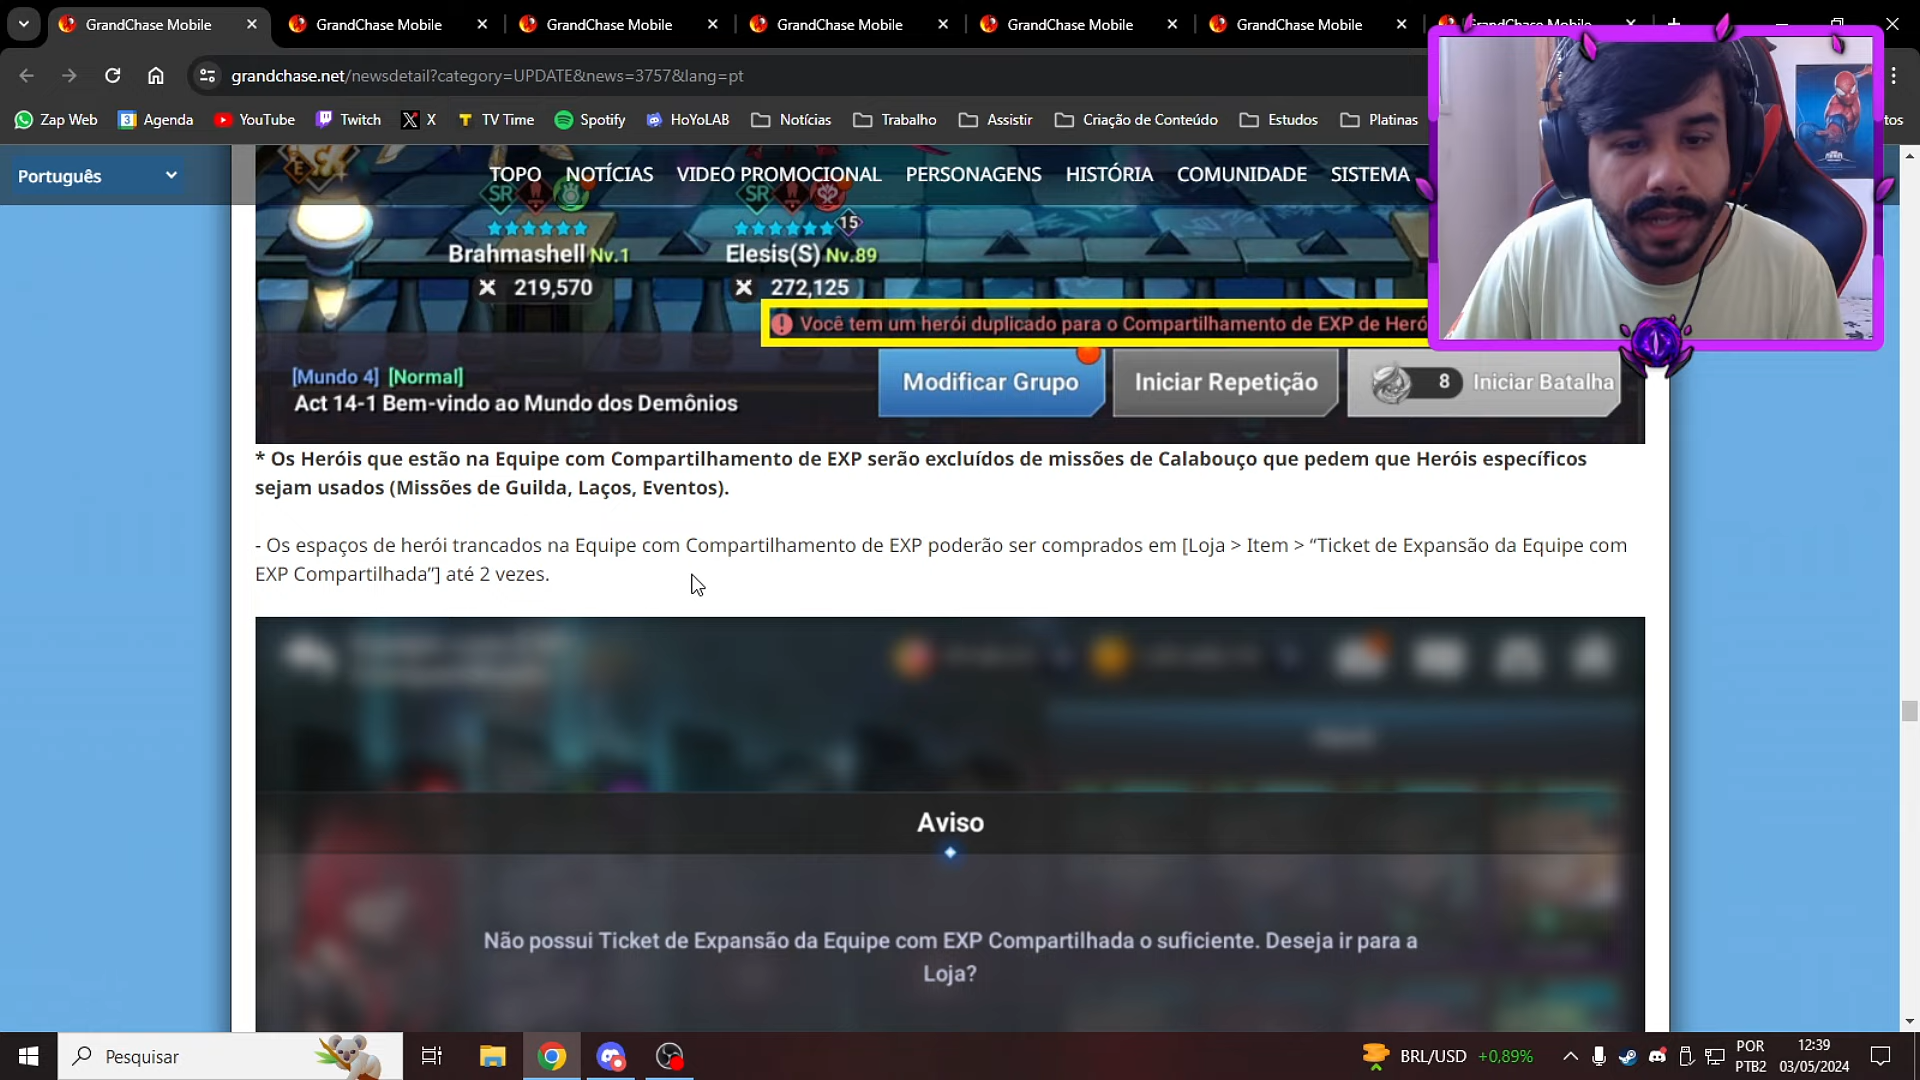 GrandChase Mobile
GrandChase Mobile
GrandChase Mobile
GrandChase Mobile
GrandChase Mobile
GrandChase Mobile
GrandChase Mobile
grandchase.net/newsdetail?category=UPDATE&news=3757&lang=pt
Zap Web
3 Agenda
YouTube
Twitch
X
TV Time
Spotify
HoYoLAB
Notícias
Trabalho
Assistir
Criação de Conteúdo
Estudos
Platinas
Português
TOPO NOTÍCIAS VIDEO PROMOCIONAL PERSONAGENS HISTÓRIA COMUNIDADE SISTEMA
SR SR
15
Brahmashell Nv.1 Elesis(S) Nv.89
219,570 272,125
Você tem um herói duplicado para o Compartilhamento de EXP de Heró
[Mundo 4] [Normal]
Act 14-1 Bem-vindo ao Mundo dos Demônios
Modificar Grupo Iniciar Repetição 8 Iniciar Batalha
* Os Heróis que estão na Equipe com Compartilhamento de EXP serão excluídos de missões de Calabouço que pedem que Heróis específicos
sejam usados (Missões de Guilda, Laços, Eventos).
- Os espaços de herói trancados na Equipe com Compartilhamento de EXP poderão ser comprados em [Loja > Item > “Ticket de Expansão da Equipe com
EXP Compartilhada”] até 2 vezes.
Aviso
Não possui Ticket de Expansão da Equipe com EXP Compartilhada o suficiente. Deseja ir para a
Loja?
Pesquisar
BRL/USD +0,89%
POR
PTB2
12:39
03/05/2024